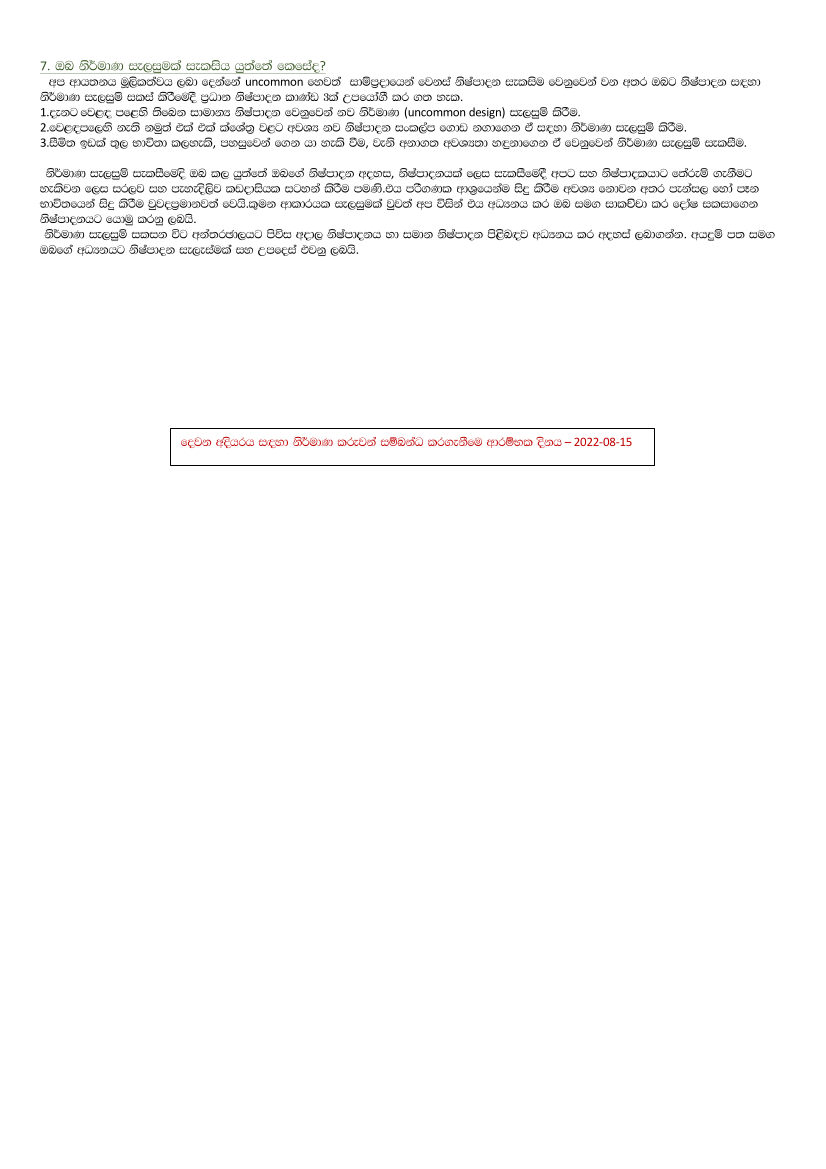 7. ඔබ නිර්මාණ සැලසුමක් සැකසිය යුත්තේ කෙසේද?
අප ආයතනය මූලිකත්වය ලබා දෙන්නේ uncommon හෙවත් සාම්ප්‍රදායෙන් වෙනස් නිෂ්පාදන සැකසීම වෙනුවෙන් වන අතර ඔබට නිෂ්පාදන සඳහා
නිර්මාණ සැලසුම් සකස් කිරීමේදී ප්‍රධාන නිෂ්පාදන කාණ්ඩ 3ක් උපයෝගී කර ගත හැක.
1.දැනට වෙළඳ පළෙහි තිබෙන සාමාන්‍ය නිෂ්පාදන වෙනුවෙන් නව නිර්මාණ (uncommon design) සැලසුම් කිරීම.
2.වෙළඳපලෙහි නැති නමුත් එක් එක් ක්ශේත්‍ර වළට අවශ්‍ය නව නිෂ්පාදන සංකල්ප ගොඩ නගාගෙන ඒ සඳහා නිර්මාණ සැලසුම් කිරීම.
3.සීමිත ඉඩක් තුල භාවිතා කලහැකි, පහසුවෙන් ගෙන යා හැකි වීම, වැනි අනාගත අවශ්‍යතා හඳුනාගෙන ඒ වෙනුවෙන් නිර්මාණ සැලසුම් සැකසීම.
නිර්මාණ සැලසුම් සැකසීමේදි ඔබ කල යුත්තේ ඔබගේ නිෂ්පාදන අදහස, නිෂ්පාදනයක් ලෙස සැකසීමේදී අපට සහ නිෂ්පාදකයාට තේරුම් ගැනීමට
හැකිවන ලෙස සරලව සහ පැහැදිලිව කඩදාසියක සටහන් කිරීම පමණි.එය පරිගණක ආශ්‍රයෙන්ම සිදු කිරීම අවශ්‍ය නොවන අතර පැන්සල හෝ පෑන
භාවිතයෙන් සිදු කිරීම වුවදප්‍රමානවත් වෙයි.කුමන ආකාරයක සැලසුමක් වුවත් අප විසින් එය අධ්‍යනය කර ඔබ සමග සාකච්චා කර දෝෂ සකසාගෙන
නිෂ්පාදනයට යොමු කරනු ලබයි.
නිර්මාණ සැලසුම් සකසන විට අන්තර්ජාලයට පිවිස අදාල නිෂ්පාදනය හා සමාන නිෂ්පාදන පිළිබඳව අධ්‍යනය කර අදහස් ලබාගන්න. අයදුම් පත සමග
ඔබගේ අධ්‍යනයට නිෂ්පාදන සැලැස්මක් සහ උපදෙස් එවනු ලබයි.
දෙවන අදියරය සඳහා නිර්මාණ කරුවන් සම්බන්ධ කරගැනීමේ ආරම්භක දිනය – 2022-08-15